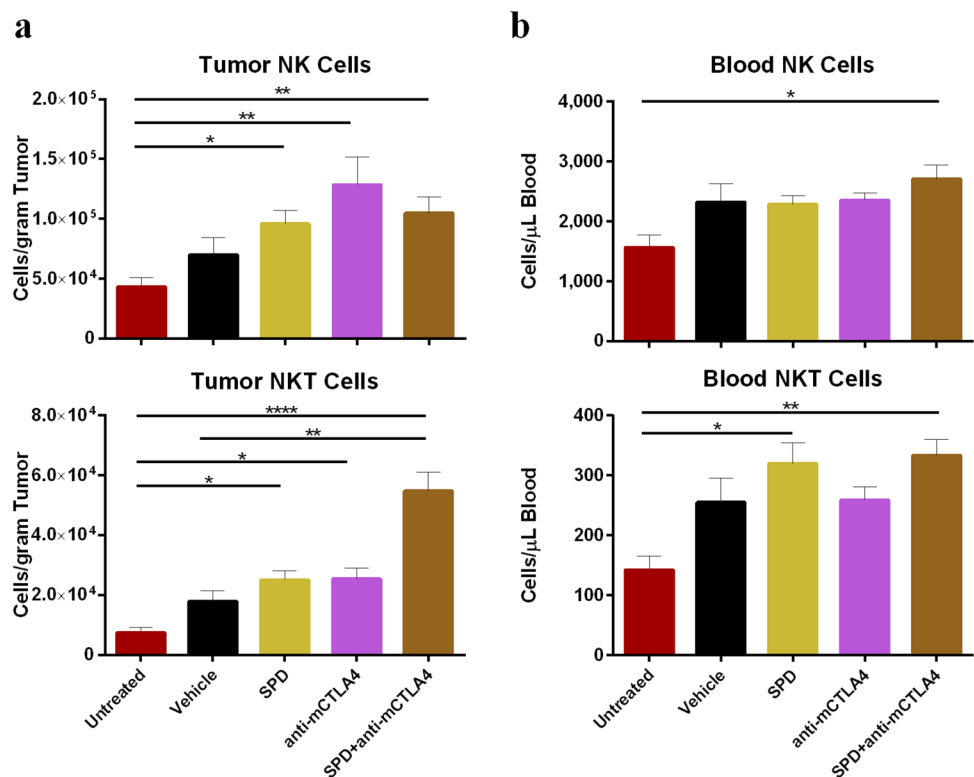 a
Tumor NK Cells
Cells/gram Tumor
2.0×10⁵
1.5×10⁵
1.0×10⁵
5.0×10⁴
0
**
**
*
b
Blood NK Cells
Cells/μL Blood
4,000
3,000
2,000
1,000
0
*
Tumor NKT Cells
Cells/gram Tumor
8.0×10⁴
6.0×10⁴
4.0×10⁴
2.0×10⁴
0
****
**
*
*
Untreated
Vehicle
SPD
anti-mCTLA4
SPD+anti-mCTLA4
Blood NKT Cells
Cells/μL Blood
400
300
200
100
0
**
*
Untreated
Vehicle
SPD
anti-mCTLA4
SPD+anti-mCTLA4